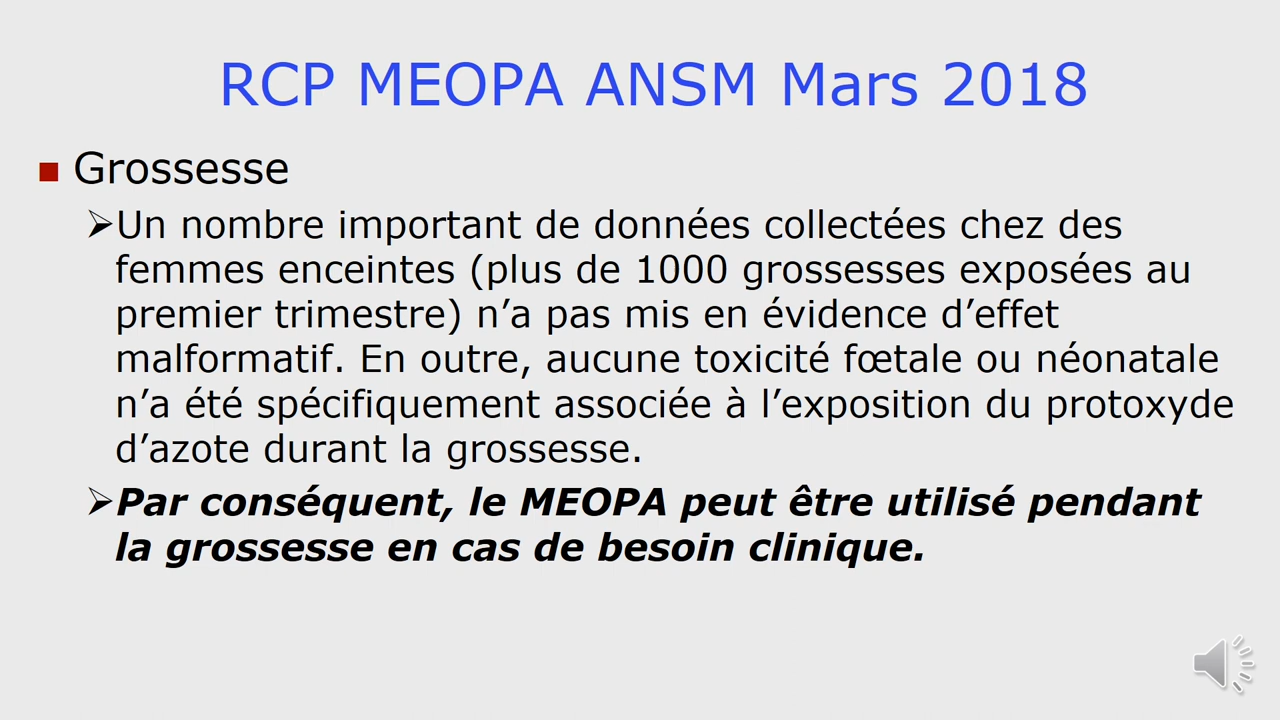 RCP MEOPA ANSM Mars 2018
Grossesse
Un nombre important de données collectées chez des
femmes enceintes (plus de 1000 grossesses exposées au
premier trimestre) n’a pas mis en évidence d’effet
malformatif. En outre, aucune toxicité fœtale ou néonatale
n’a été spécifiquement associée à l’exposition du protoxyde
d’azote durant la grossesse.
Par conséquent, le MEOPA peut être utilisé pendant
la grossesse en cas de besoin clinique.